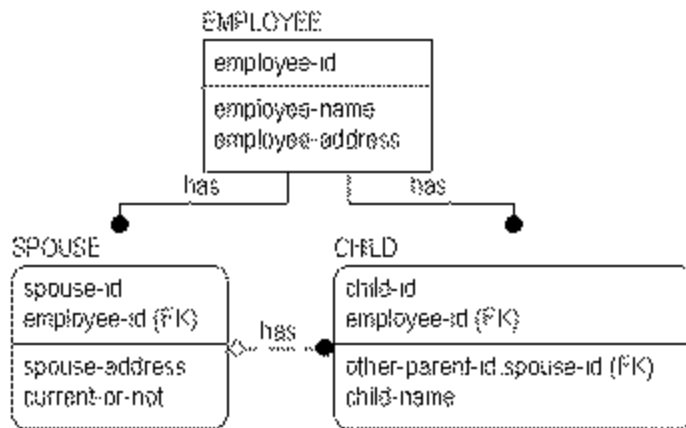 EMPLOYEE
employee-id
employee-name
employee-address
has
has
SPOUSE
spouse-id
employee-id (FK)
spouse-address
current-or-not
has
CHILD
child-id
employee-id (FK)
other-parent-id.spouse-id (FK)
child-name